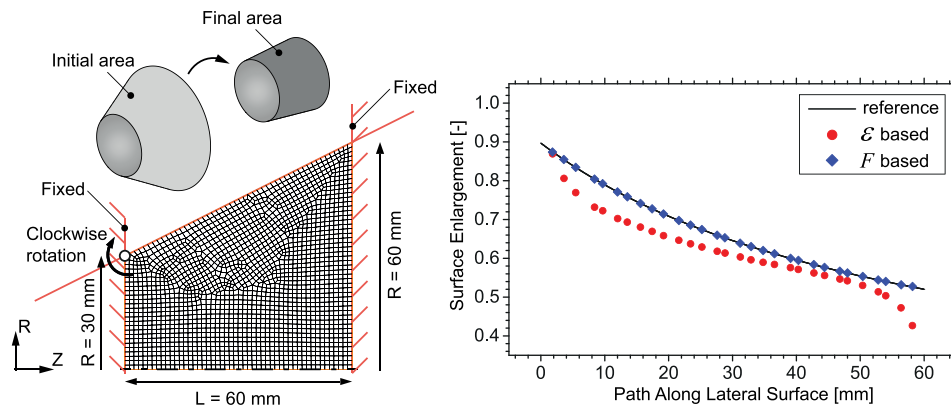 Final area
Initial area
Fixed
Fixed
Clockwise
rotation
R = 30 mm
R = 60 mm
R
Z
L = 60 mm
Surface Enlargement [-]
1.0
0.9
0.8
0.7
0.6
0.5
0.4
reference
ℰ based
F based
0 10 20 30 40 50 60
Path Along Lateral Surface [mm]